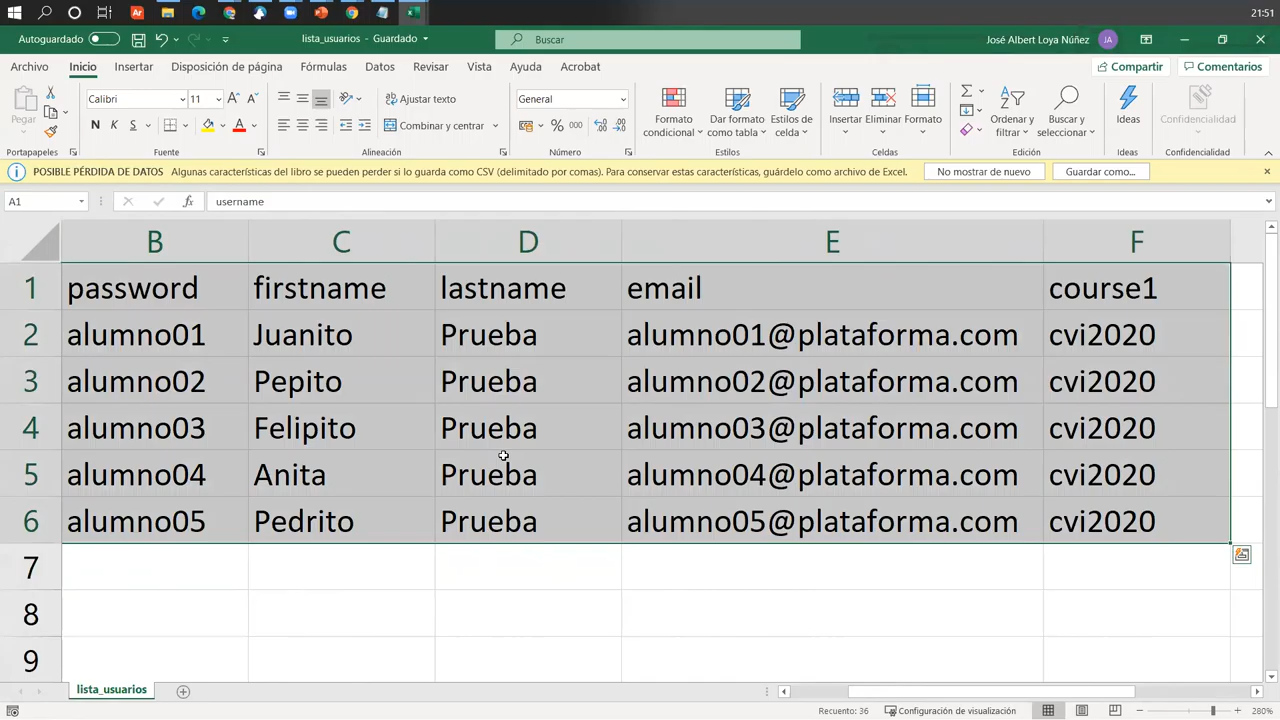 21:51
Autoguardado
lista_usuarios - Guardado
Buscar
José Albert Loya Núñez
JA
Archivo Inicio Insertar Disposición de página Fórmulas Datos Revisar Vista Ayuda Acrobat
Compartir Comentarios
Pegar
Calibri 11
N K S
Ajustar texto
Combinar y centrar
General
% 000
Formato condicional
Dar formato como tabla
Estilos de celda
Insertar Eliminar Formato
Ordenar y filtrar
Buscar y seleccionar
Ideas
Confidencialidad
Portapapeles Fuente Alineación Número Estilos Celdas Edición Ideas Confidencialidad
POSIBLE PÉRDIDA DE DATOS Algunas características del libro se pueden perder si lo guarda como CSV (delimitado por comas). Para conservar estas características, guárdelo como archivo de Excel. No mostrar de nuevo Guardar como...
A1 fx username
B C D E F
1 password firstname lastname email course1
2 alumno01 Juanito Prueba alumno01@plataforma.com cvi2020
3 alumno02 Pepito Prueba alumno02@plataforma.com cvi2020
4 alumno03 Felipito Prueba alumno03@plataforma.com cvi2020
5 alumno04 Anita Prueba alumno04@plataforma.com cvi2020
6 alumno05 Pedrito Prueba alumno05@plataforma.com cvi2020
7
8
9
lista_usuarios
Recuento: 36 Configuración de visualización 280%